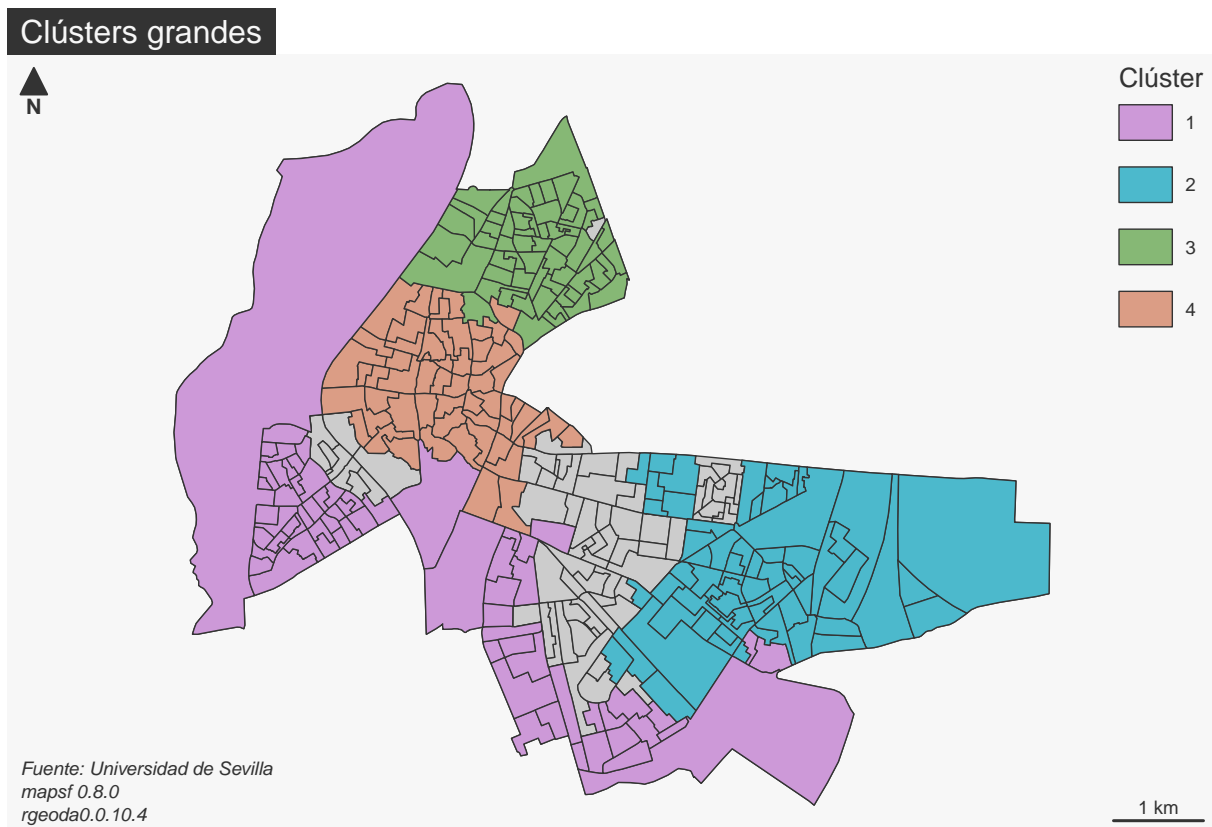 Clústers grandes
N
Clúster
1
2
3
4
Fuente: Universidad de Sevilla
mapsf 0.8.0
rgeoda0.0.10.4
1 km